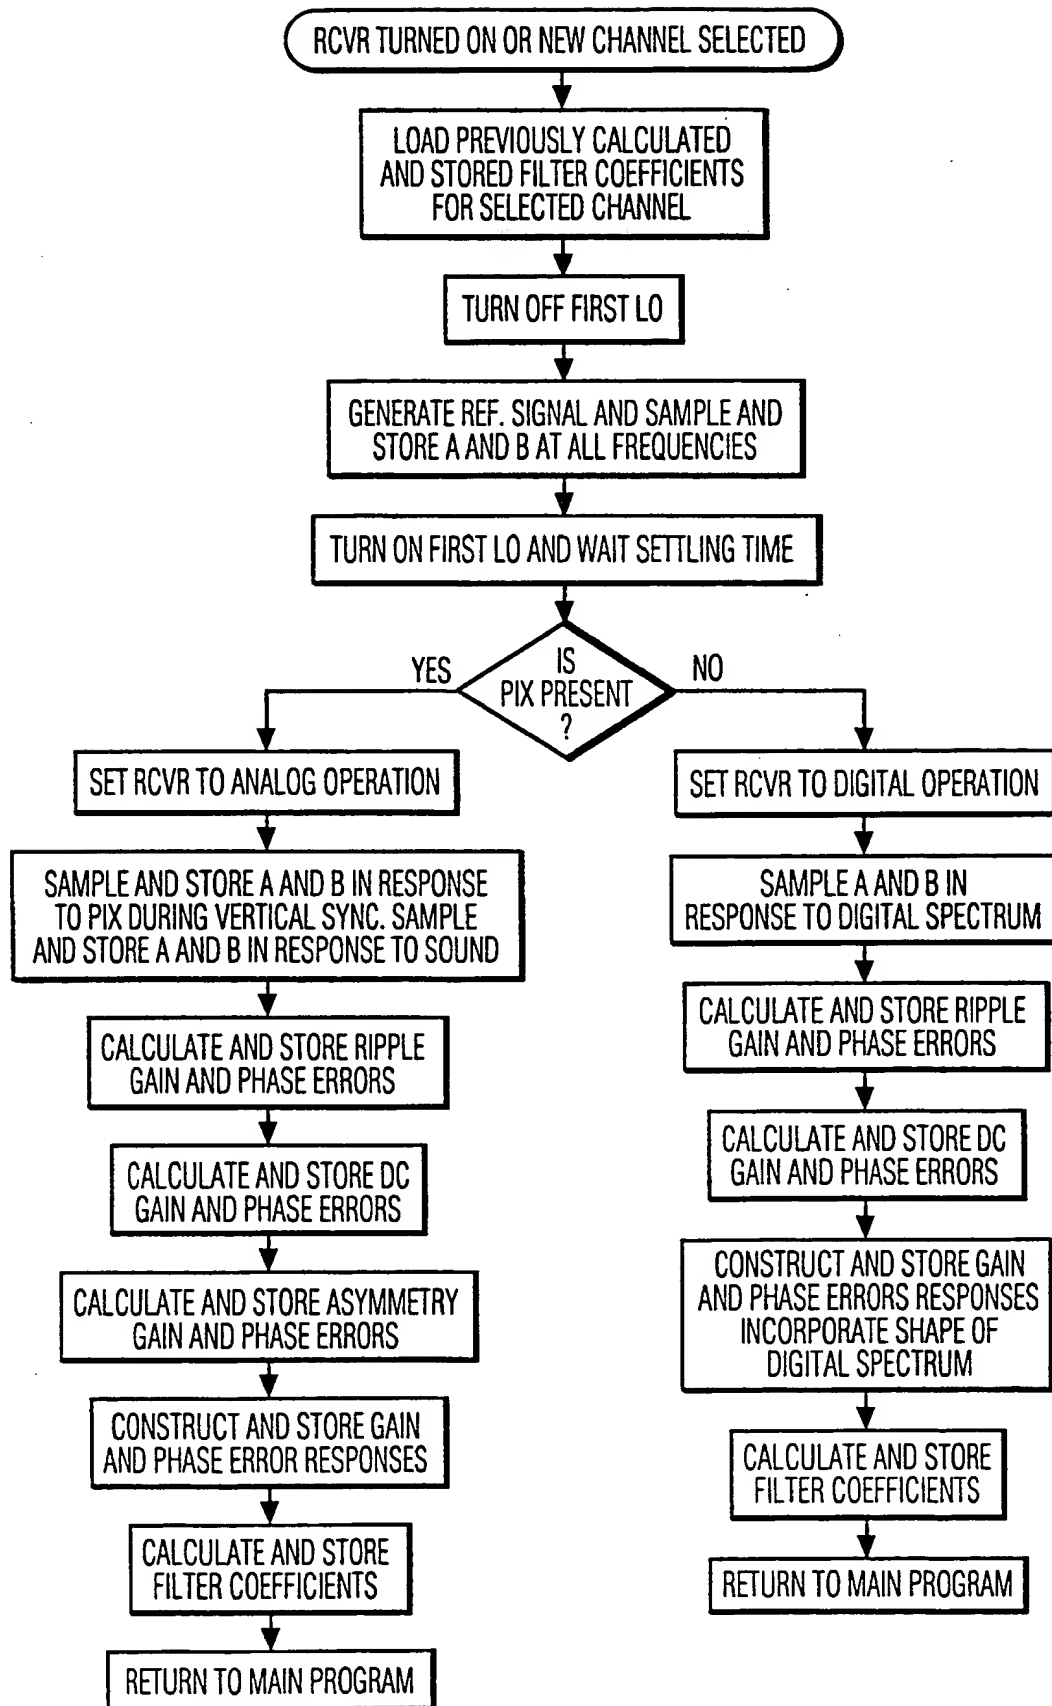 RCVR TURNED ON OR NEW CHANNEL SELECTED
LOAD PREVIOUSLY CALCULATED
AND STORED FILTER COEFFICIENTS
FOR SELECTED CHANNEL
TURN OFF FIRST LO
GENERATE REF. SIGNAL AND SAMPLE AND
STORE A AND B AT ALL FREQUENCIES
TURN ON FIRST LO AND WAIT SETTLING TIME
IS
PIX PRESENT
?
YES
NO
SET RCVR TO ANALOG OPERATION
SAMPLE AND STORE A AND B IN RESPONSE
TO PIX DURING VERTICAL SYNC. SAMPLE
AND STORE A AND B IN RESPONSE TO SOUND
CALCULATE AND STORE RIPPLE
GAIN AND PHASE ERRORS
CALCULATE AND STORE DC
GAIN AND PHASE ERRORS
CALCULATE AND STORE ASYMMETRY
GAIN AND PHASE ERRORS
CONSTRUCT AND STORE GAIN
AND PHASE ERROR RESPONSES
CALCULATE AND STORE
FILTER COEFFICIENTS
RETURN TO MAIN PROGRAM
SET RCVR TO DIGITAL OPERATION
SAMPLE A AND B IN
RESPONSE TO DIGITAL SPECTRUM
CALCULATE AND STORE RIPPLE
GAIN AND PHASE ERRORS
CALCULATE AND STORE DC
GAIN AND PHASE ERRORS
CONSTRUCT AND STORE GAIN
AND PHASE ERRORS RESPONSES
INCORPORATE SHAPE OF
DIGITAL SPECTRUM
CALCULATE AND STORE
FILTER COEFFICIENTS
RETURN TO MAIN PROGRAM